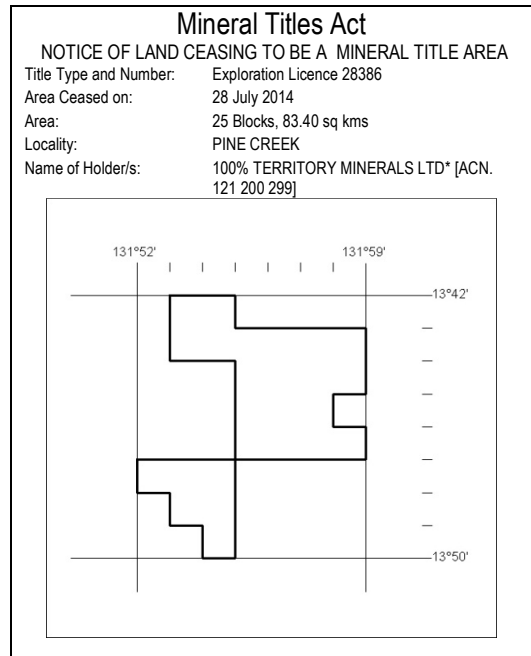 Mineral Titles Act
NOTICE OF LAND CEASING TO BE A MINERAL TITLE AREA
Title Type and Number: Exploration Licence 28386
Area Ceased on: 28 July 2014
Area: 25 Blocks, 83.40 sq kms
Locality: PINE CREEK
Name of Holder/s: 100% TERRITORY MINERALS LTD* [ACN.
121 200 299]
131°52' 131°59'
13°42'
13°50'